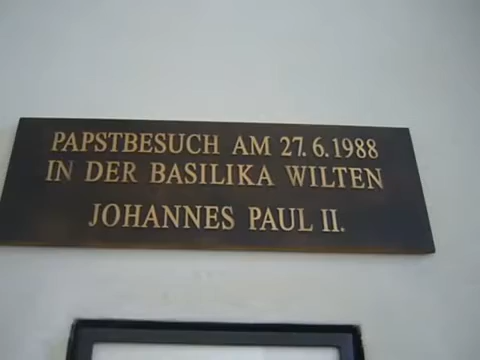 PAPSTBESUCH AM 27.6.1988
IN DER BASILIKA WILTEN
JOHANNES PAUL II.